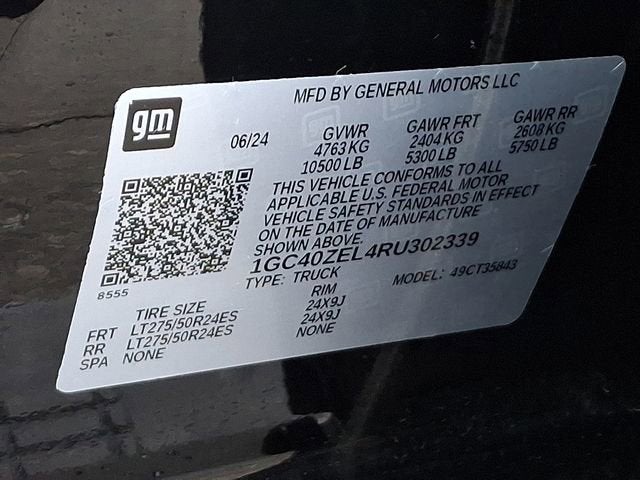 MFD BY GENERAL MOTORS LLC
gm
06/24 GVWR GAWR FRT GAWR RR
4763 KG 2404 KG 2608 KG
10500 LB 5300 LB 5750 LB
THIS VEHICLE CONFORMS TO ALL
APPLICABLE U.S. FEDERAL MOTOR
VEHICLE SAFETY STANDARDS IN EFFECT
ON THE DATE OF MANUFACTURE
SHOWN ABOVE.
1GC40ZEL4RU302339
TYPE: TRUCK MODEL: 49CT35843
8555
TIRE SIZE RIM
FRT LT275/50R24ES 24X9J
RR LT275/50R24ES 24X9J
SPA NONE NONE